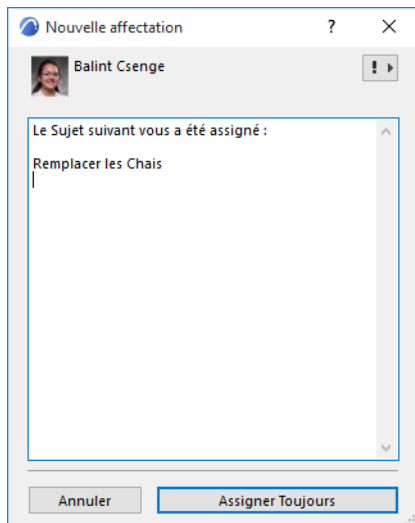 Nouvelle affectation
Balint Csenge
Le Sujet suivant vous a été assigné :
Remplacer les Chais
Annuler
Assigner Toujours